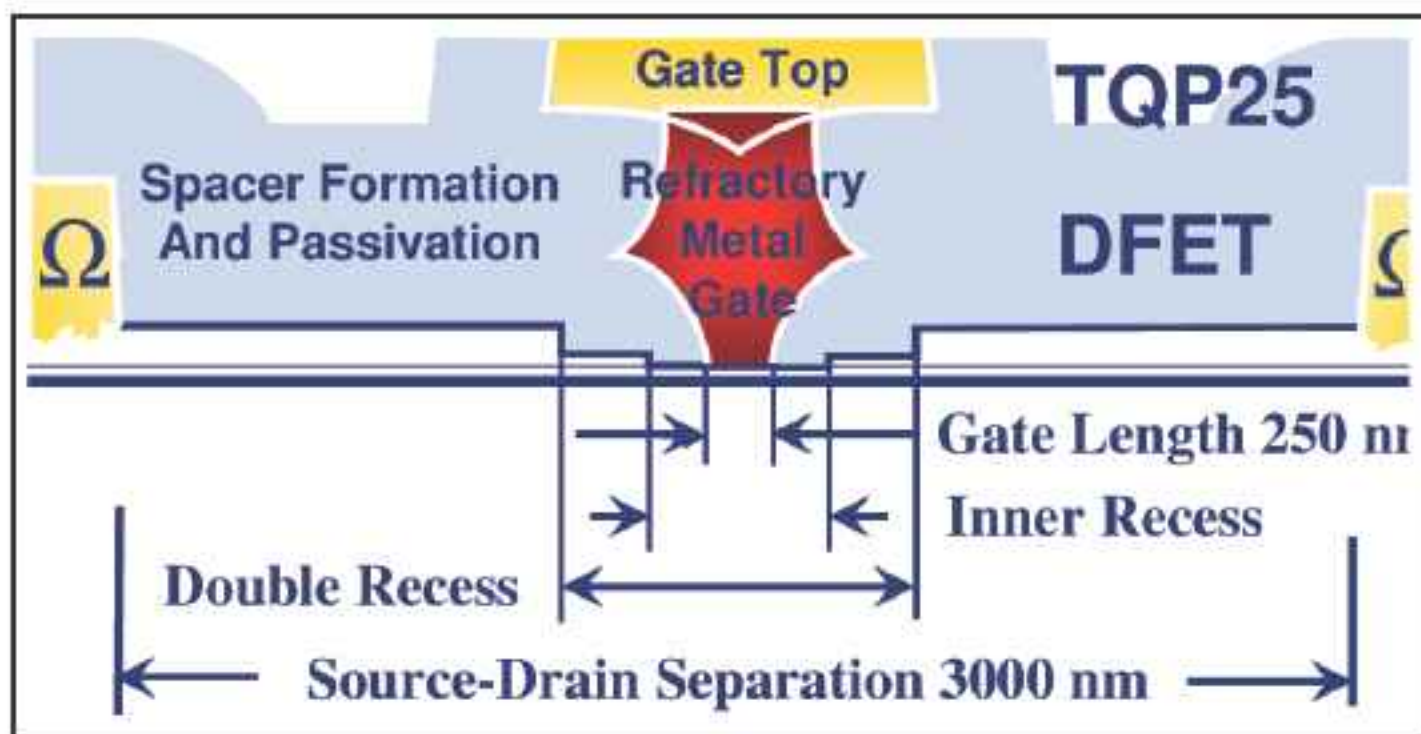 Gate Top
TQP25
Spacer Formation
And Passivation
Refractory
Metal
Gate
DFET
Ω
Ω
Gate Length 250 n
Inner Recess
Double Recess
Source-Drain Separation 3000 nm